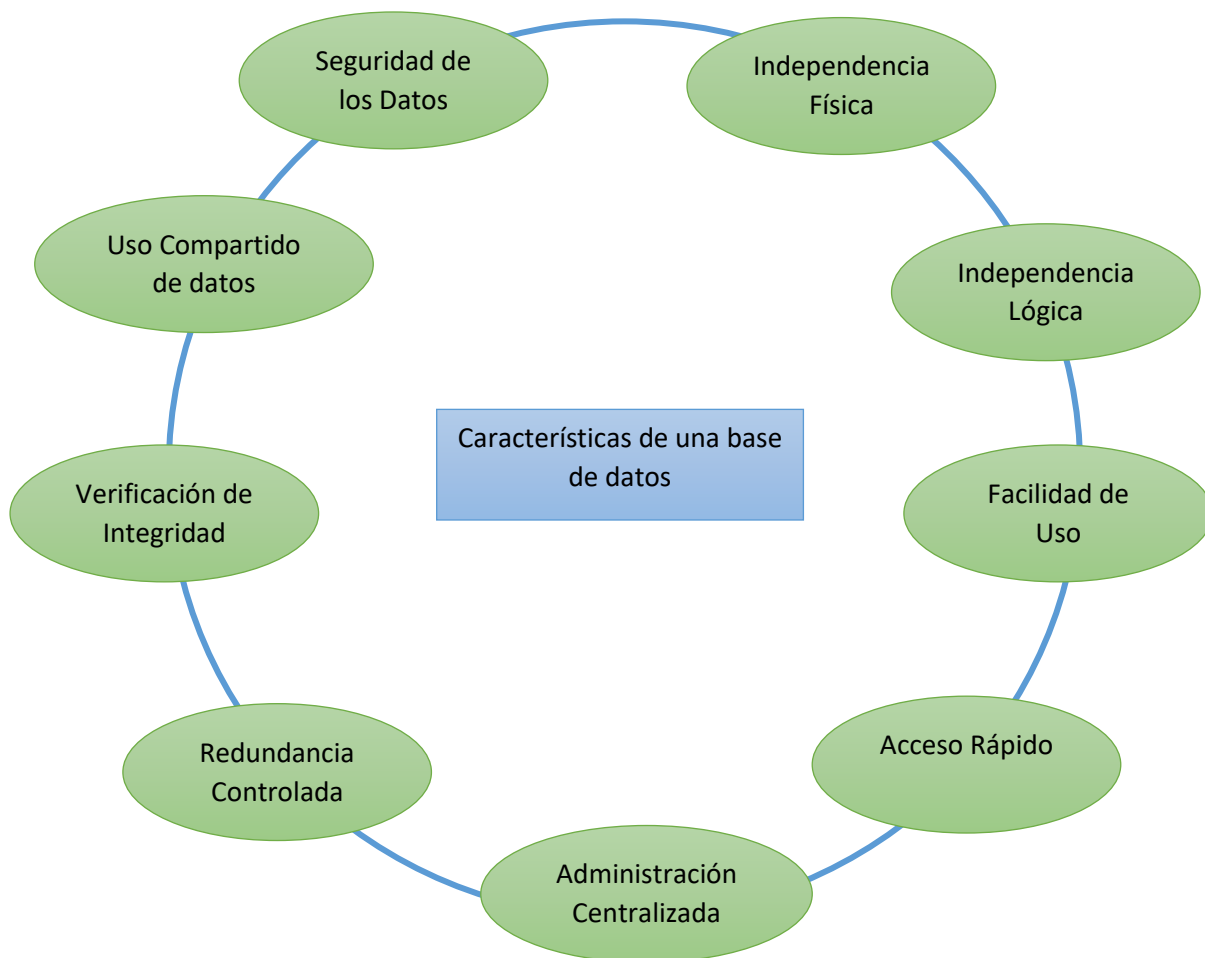 Seguridad de
los Datos
Independencia
Física
Uso Compartido
de datos
Independencia
Lógica
Características de una base
de datos
Verificación de
Integridad
Facilidad de
Uso
Redundancia
Controlada
Acceso Rápido
Administración
Centralizada